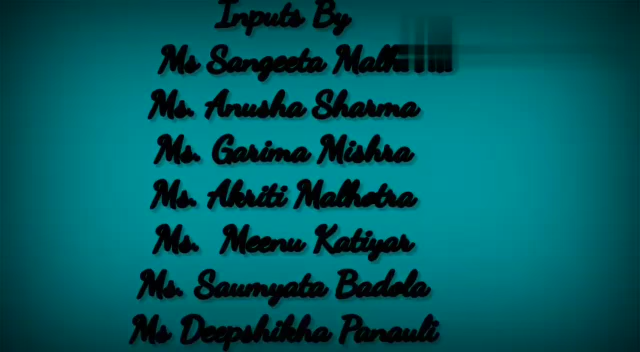 Inputs By
Ms Sangeeta
Ms. Anusha Sharma
Ms. Garima Mishra
Ms. Akriti Malhotra
Ms. Meenu Katiyar
Ms. Saumyata Badola
Ms Deepshikha Panauli